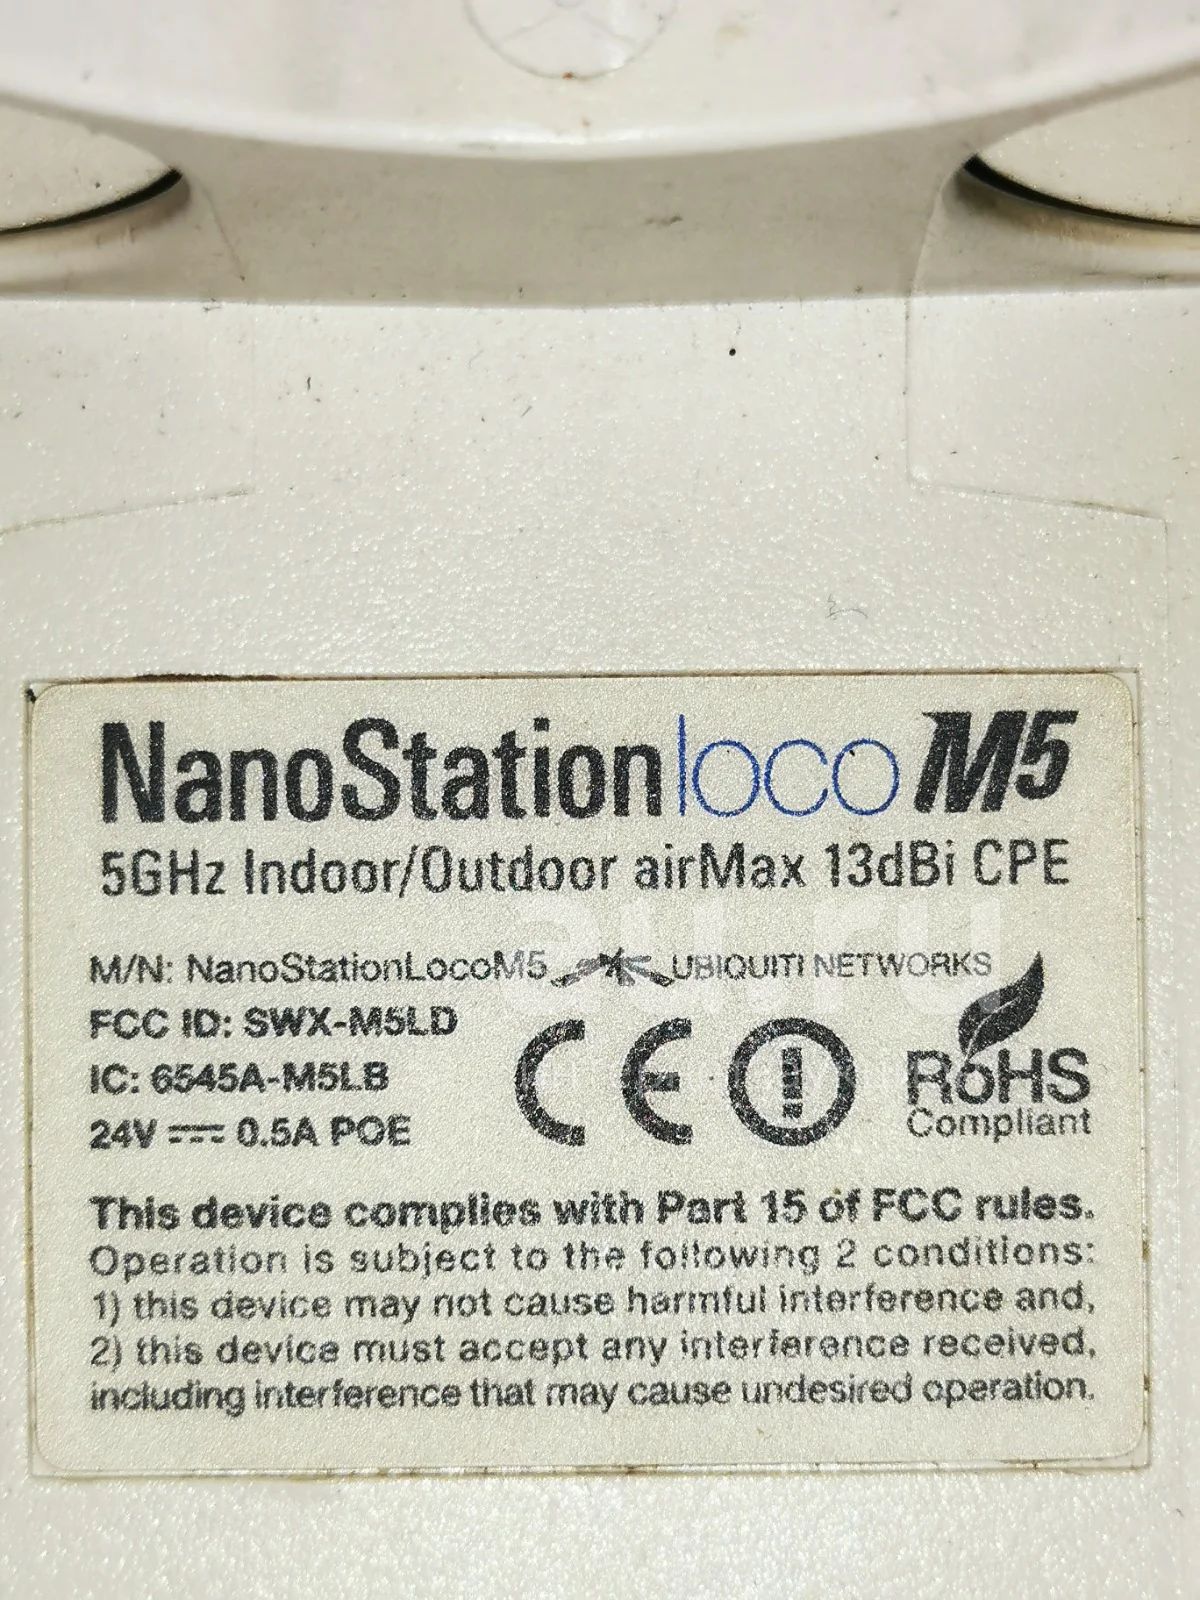 NanoStation loco M5
5GHz Indoor/Outdoor airMax 13dBi CPE
M/N: NanoStationLocoM5 UBIQUITI NETWORKS
FCC ID: SWX-M5LD
IC: 6545A-M5LB
24V 0.5A POE
CE
RoHS
Compliant
This device complies with Part 15 of FCC rules.
Operation is subject to the following 2 conditions:
1) this device may not cause harmful interference and,
2) this device must accept any interference received,
including interference that may cause undesired operation.